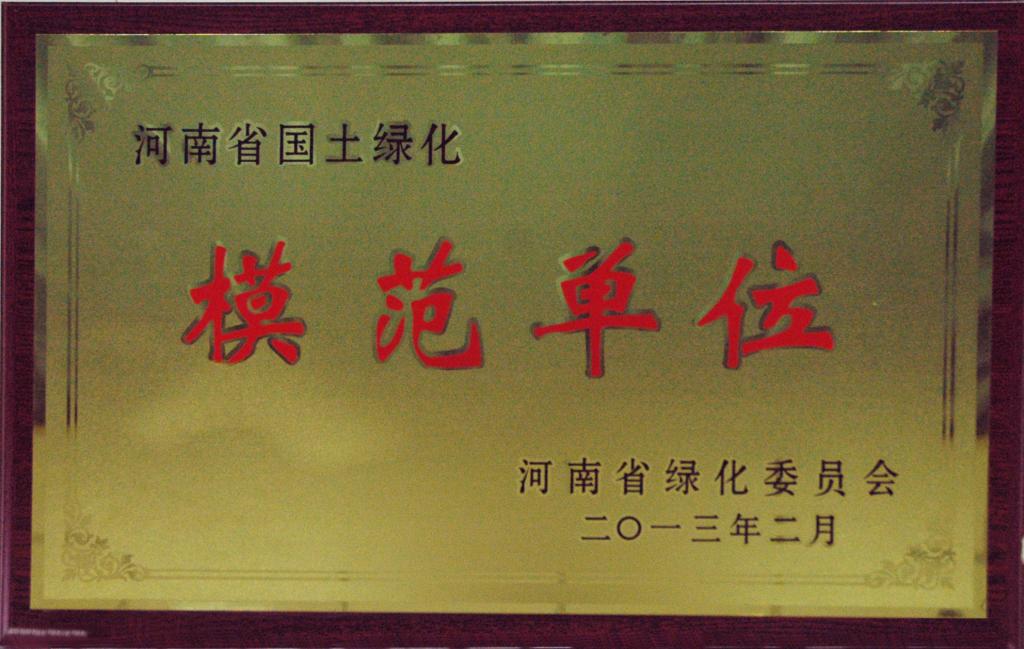 河南省国土绿化
模范单位
河南省绿化委员会
二〇一三年二月